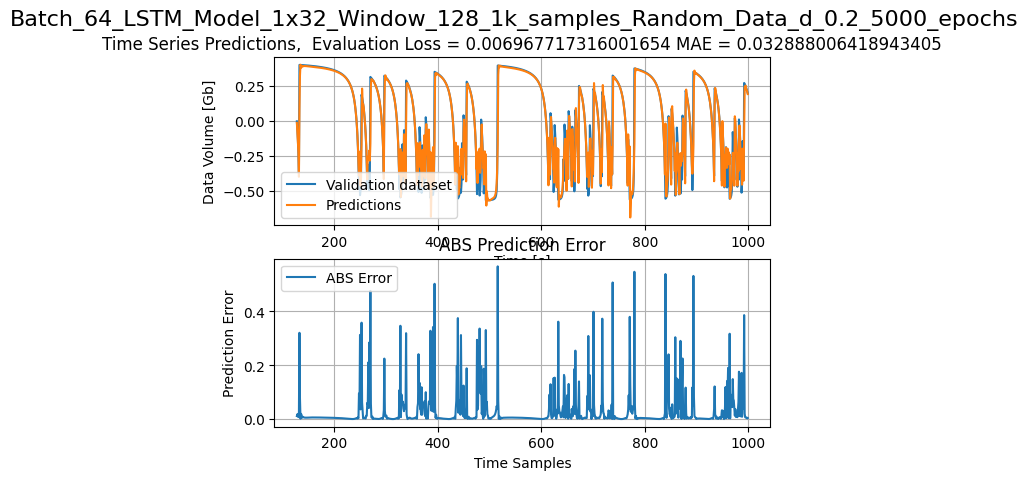 Batch_64_LSTM_Model_1x32_Window_128_1k_samples_Random_Data_d_0.2_5000_epochs
Time Series Predictions,  Evaluation Loss = 0.006967717316001654 MAE = 0.032888006418943405
Data Volume [Gb]
0.25
0.00
−0.25
−0.50
Validation dataset
Predictions
200 400 600 800 1000
Time [s]
ABS Prediction Error
Prediction Error
0.4
0.2
0.0
ABS Error
200 400 600 800 1000
Time Samples